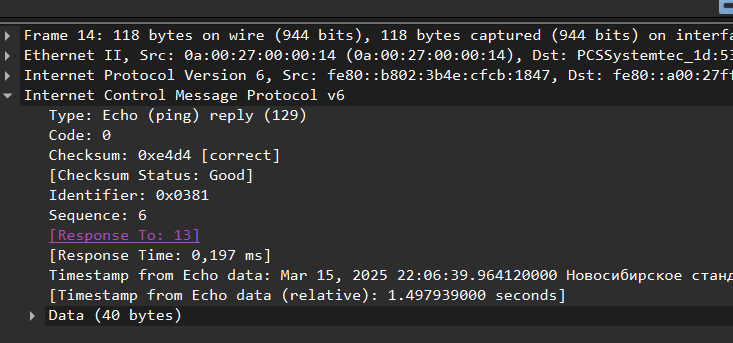 Frame 14: 118 bytes on wire (944 bits), 118 bytes captured (944 bits) on interfa
Ethernet II, Src: 0a:00:27:00:00:14 (0a:00:27:00:00:14), Dst: PCSSystemtec_1d:53
Internet Protocol Version 6, Src: fe80::b802:3b4e:cfcb:1847, Dst: fe80::a00:27ff
Internet Control Message Protocol v6
Type: Echo (ping) reply (129)
Code: 0
Checksum: 0xe4d4 [correct]
[Checksum Status: Good]
Identifier: 0x0381
Sequence: 6
[Response To: 13]
[Response Time: 0,197 ms]
Timestamp from Echo data: Mar 15, 2025 22:06:39.964120000 Новосибирское станд
[Timestamp from Echo data (relative): 1.497939000 seconds]
Data (40 bytes)